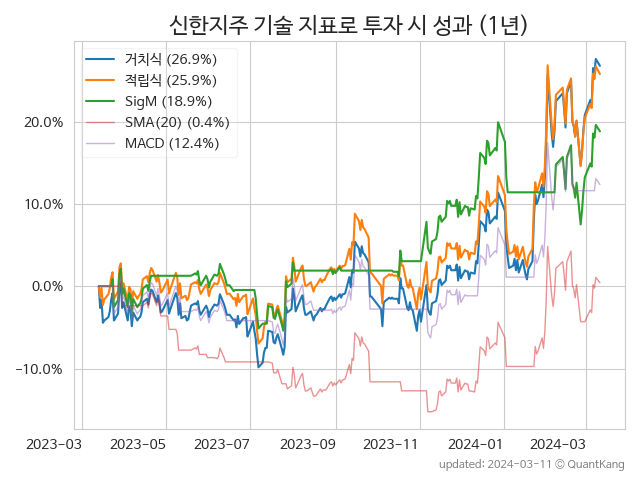 신한지주 기술 지표로 투자 시 성과 (1년)
거치식 (26.9%)
적립식 (25.9%)
SigM (18.9%)
SMA(20) (0.4%)
MACD (12.4%)
20.0%
10.0%
0.0%
−10.0%
2023-03 2023-05 2023-07 2023-09 2023-11 2024-01 2024-03
updated: 2024-03-11 © QuantKang